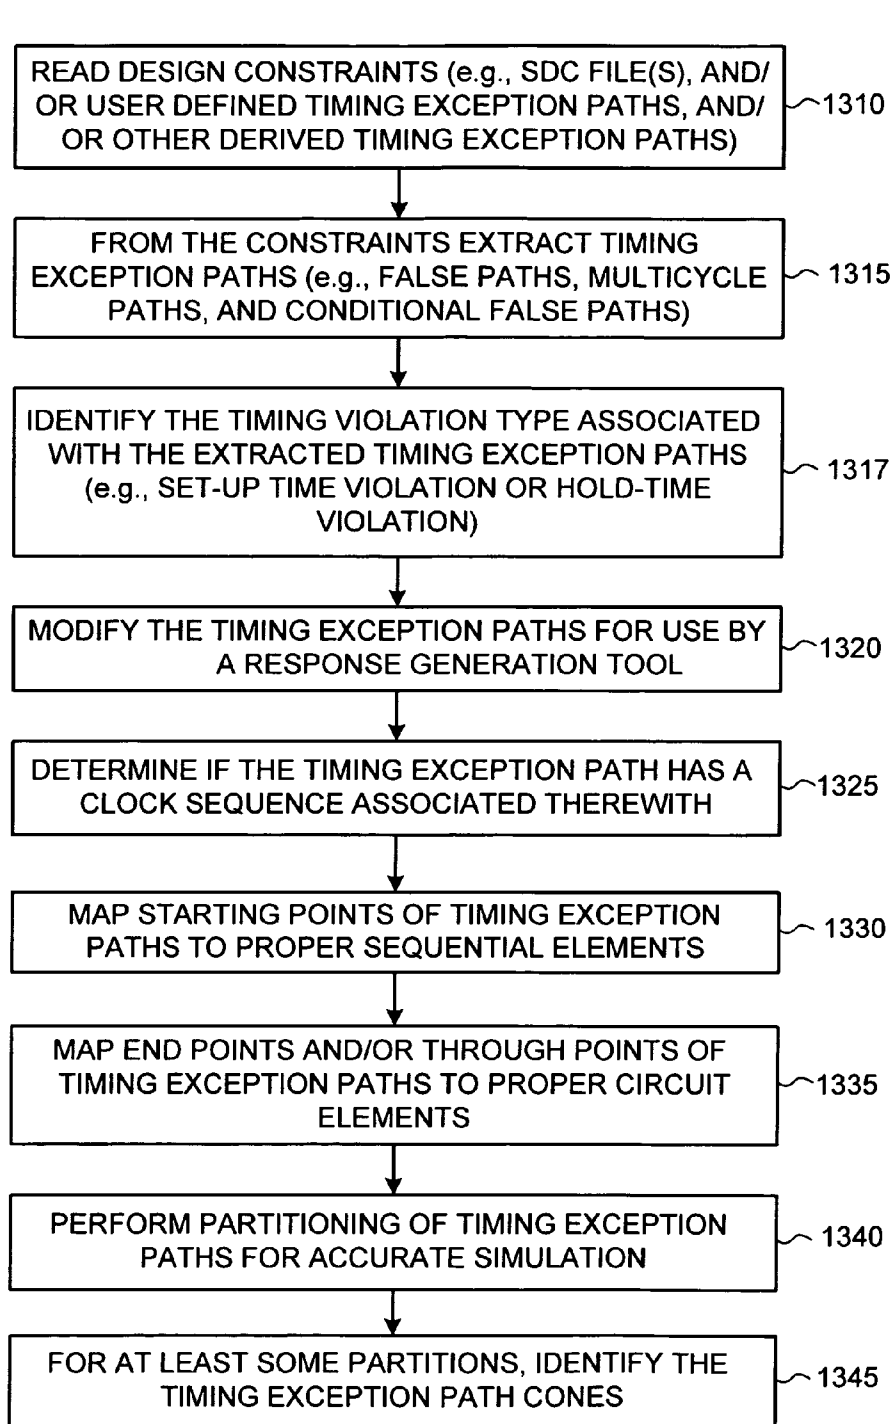 READ DESIGN CONSTRAINTS (e.g., SDC FILE(S), AND/
OR USER DEFINED TIMING EXCEPTION PATHS, AND/
OR OTHER DERIVED TIMING EXCEPTION PATHS)
1310
FROM THE CONSTRAINTS EXTRACT TIMING
EXCEPTION PATHS (e.g., FALSE PATHS, MULTICYCLE
PATHS, AND CONDITIONAL FALSE PATHS)
1315
IDENTIFY THE TIMING VIOLATION TYPE ASSOCIATED
WITH THE EXTRACTED TIMING EXCEPTION PATHS
(e.g., SET-UP TIME VIOLATION OR HOLD-TIME
VIOLATION)
1317
MODIFY THE TIMING EXCEPTION PATHS FOR USE BY
A RESPONSE GENERATION TOOL
1320
DETERMINE IF THE TIMING EXCEPTION PATH HAS A
CLOCK SEQUENCE ASSOCIATED THEREWITH
1325
MAP STARTING POINTS OF TIMING EXCEPTION
PATHS TO PROPER SEQUENTIAL ELEMENTS
1330
MAP END POINTS AND/OR THROUGH POINTS OF
TIMING EXCEPTION PATHS TO PROPER CIRCUIT
ELEMENTS
1335
PERFORM PARTITIONING OF TIMING EXCEPTION
PATHS FOR ACCURATE SIMULATION
1340
FOR AT LEAST SOME PARTITIONS, IDENTIFY THE
TIMING EXCEPTION PATH CONES
1345